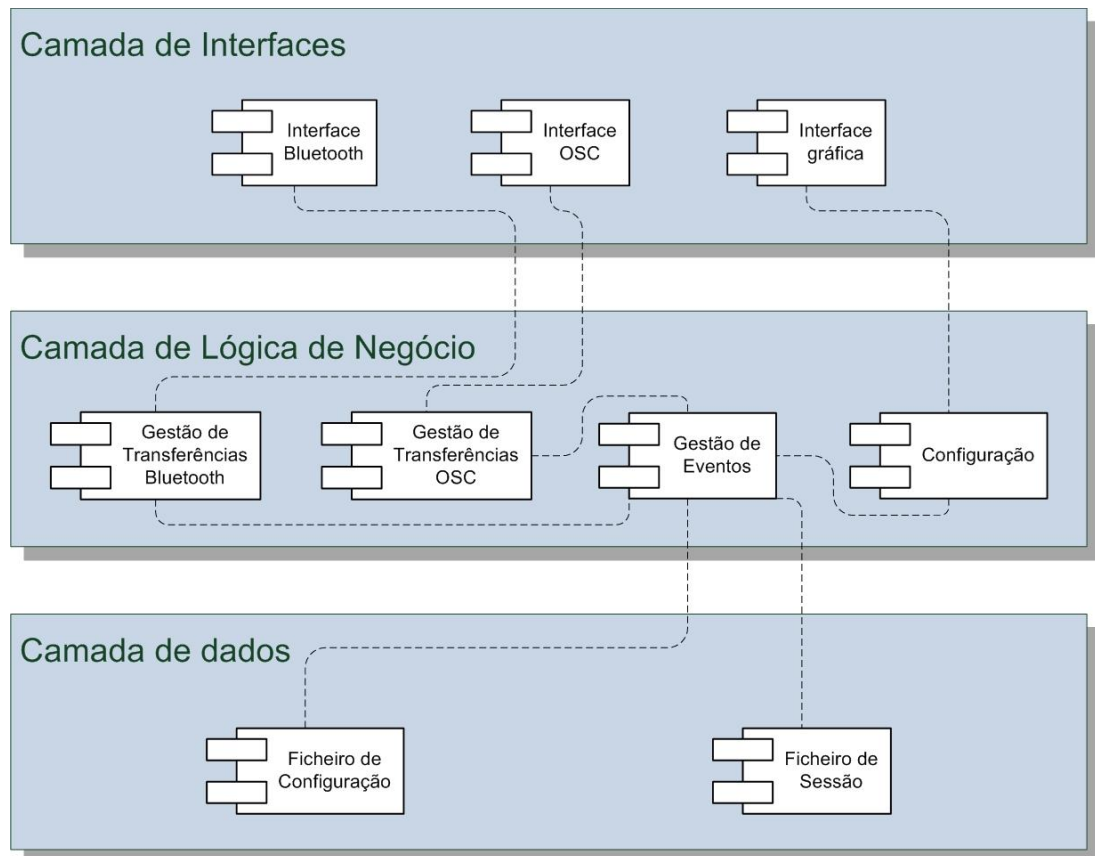 Camada de Interfaces
Interface
Bluetooth
Interface
OSC
Interface
gráfica
Camada de Lógica de Negócio
Gestão de
Transferências
Bluetooth
Gestão de
Transferências
OSC
Gestão de
Eventos
Configuração
Camada de dados
Ficheiro de
Configuração
Ficheiro de
Sessão